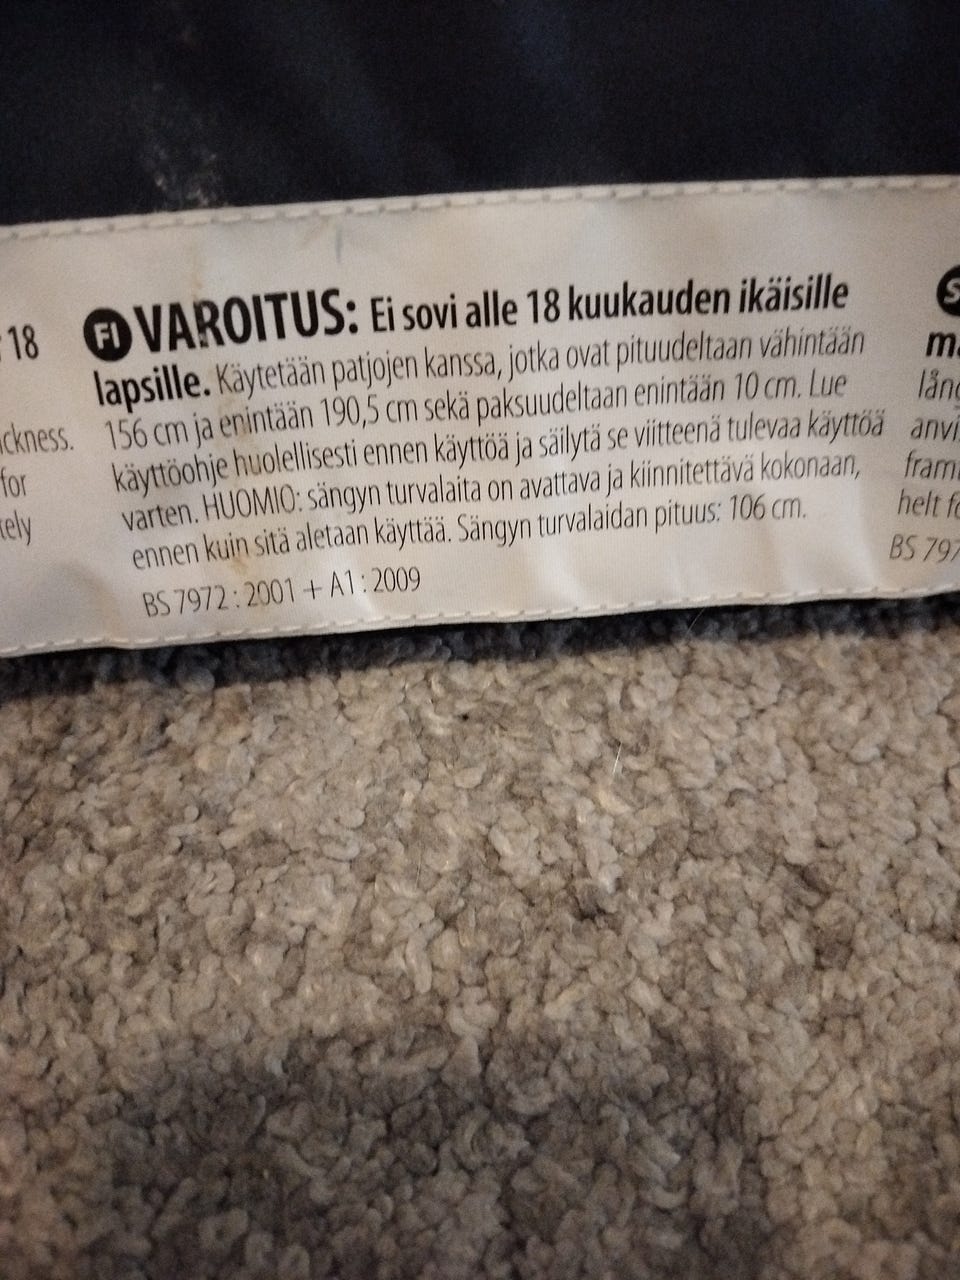 18
ckness.
for
tely
FI VAROITUS: Ei sovi alle 18 kuukauden ikäisille
lapsille. Käytetään patjojen kanssa, jotka ovat pituudeltaan vähintään
156 cm ja enintään 190,5 cm sekä paksuudeltaan enintään 10 cm. Lue
käyttöohje huolellisesti ennen käyttöä ja säilytä se viitteenä tulevaa käyttöä
varten. HUOMIO: sängyn turvalaita on avattava ja kiinnitettävä kokonaan,
ennen kuin sitä aletaan käyttää. Sängyn turvalaidan pituus: 106 cm.
BS 7972 : 2001 + A1 : 2009
S
ma
lång
anvi
fram
helt fö
BS 797